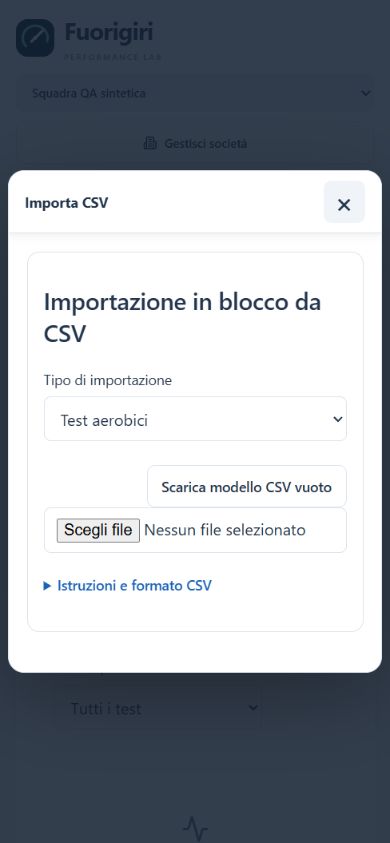 Fuorigiri
PERFORMANCE LAB
Squadra QA sintetica
Gestisci società
Importa CSV
×
Importazione in blocco da
CSV
Tipo di importazione
Test aerobici
Scarica modello CSV vuoto
Scegli file Nessun file selezionato
Istruzioni e formato CSV
Tutti i test